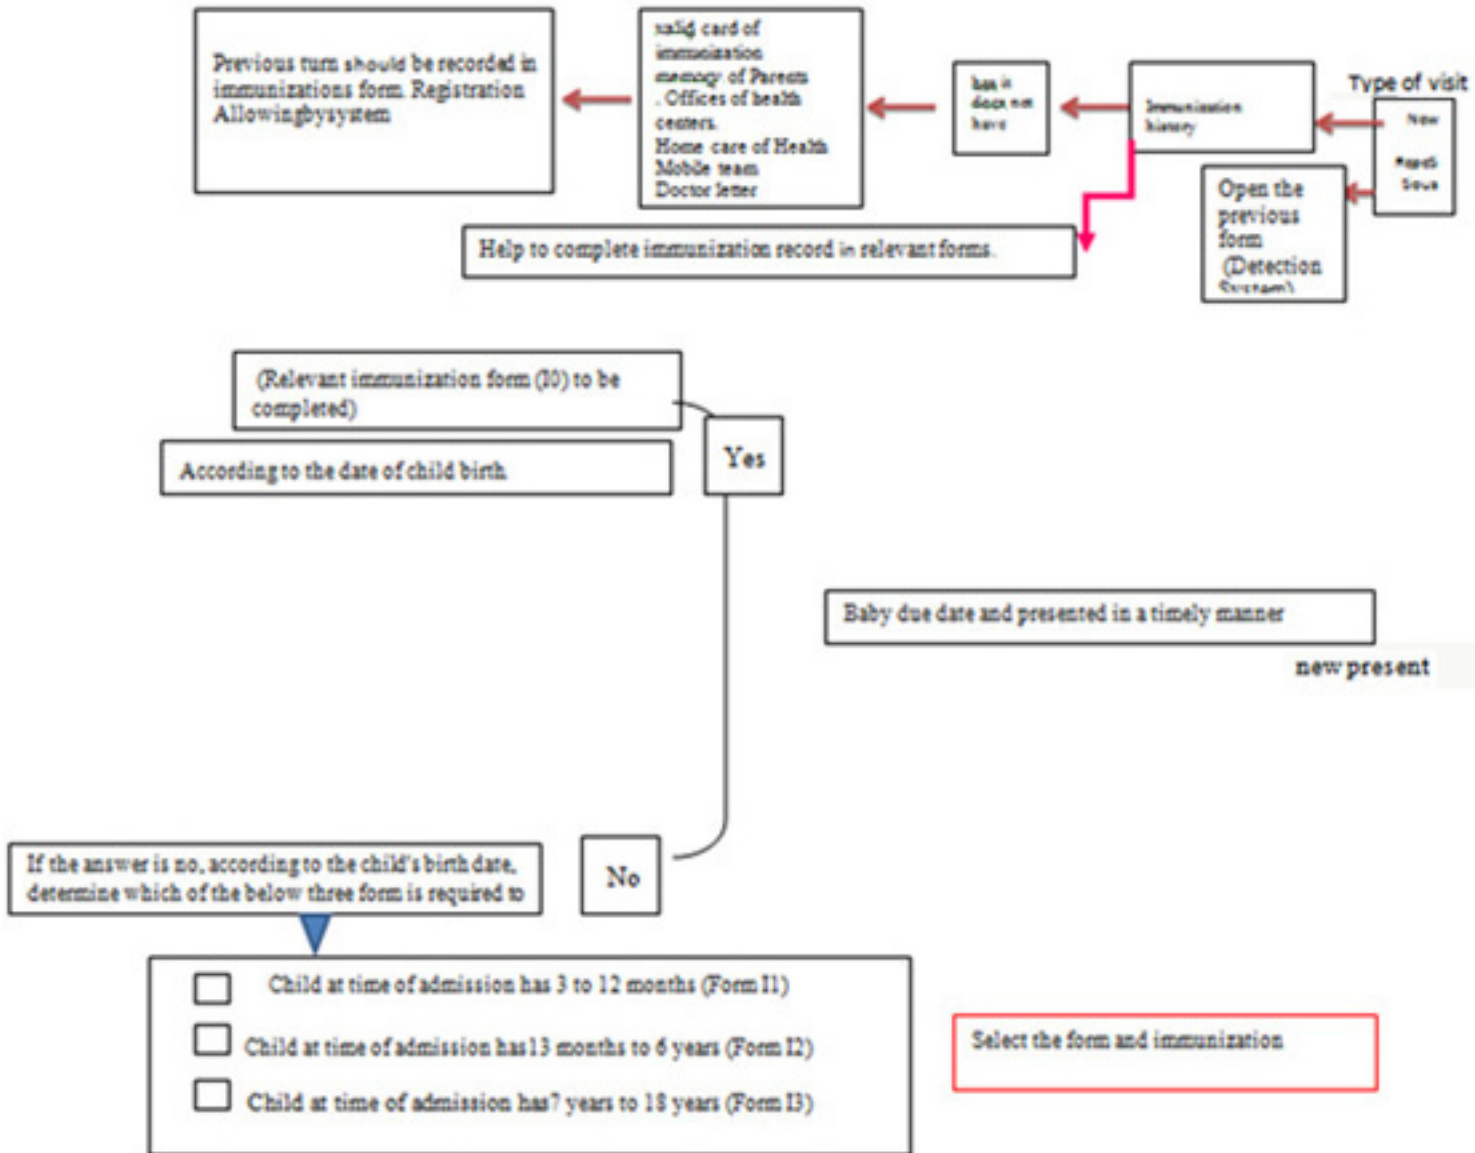 Previous turn should be recorded in
immunizations form. Registration
Allowingbysystem
valid card of
immunization
memory of Parents
. Offices of health
centers.
Home care of Health
Mobile team
Doctor letter
does not
have
Immunization
history
Type of visit
New
Open the
previous
form
(Detection
System)
Help to complete immunization record in relevant forms.
(Relevant immunization form (I0) to be
completed)
Yes
According to the date of child birth
Baby due date and presented in a timely manner
new present
If the answer is no, according to the child's birth date,
determine which of the below three form is required to
No
Child at time of admission has 3 to 12 months (Form I1)
Child at time of admission has13 months to 6 years (Form I2)
Child at time of admission has7 years to 18 years (Form I3)
Select the form and immunization